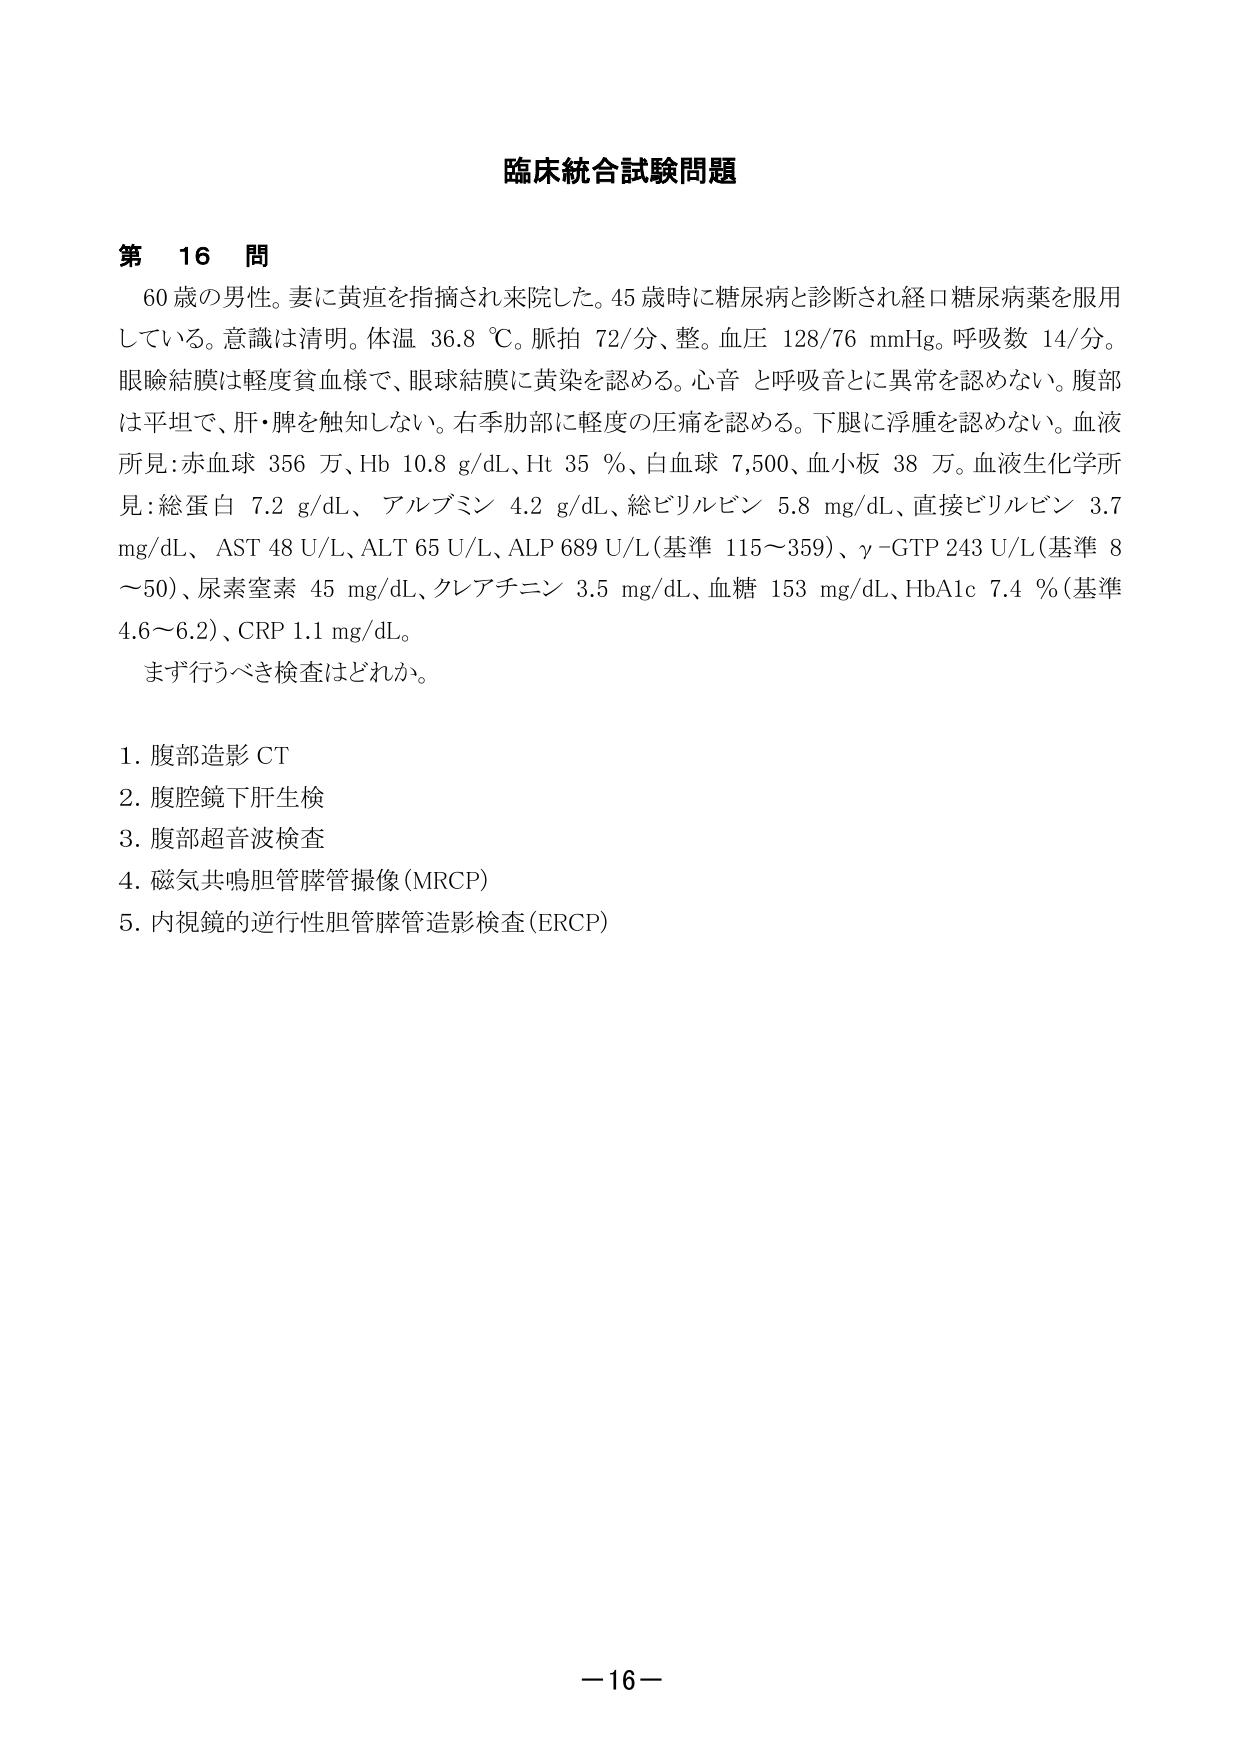 臨床統合試験問題
第 16 問
60 歳の男性。妻に黄疸を指摘され来院した。45 歳時に糖尿病と診断され経口糖尿病薬を服用
している。意識は清明。体温 36.8 ℃。脈拍 72/分、整。血圧 128/76 mmHg。呼吸数 14/分。
眼瞼結膜は軽度貧血様で、眼球結膜に黄染を認める。心音 と呼吸音とに異常を認めない。腹部
は平坦で、肝・脾を触知しない。右季肋部に軽度の圧痛を認める。下腿に浮腫を認めない。血液
所見：赤血球 356 万、Hb 10.8 g/dL、Ht 35 %、白血球 7,500、血小板 38 万。血液生化学所
見：総蛋白 7.2 g/dL、 アルブミン 4.2 g/dL、総ビリルビン 5.8 mg/dL、直接ビリルビン 3.7
mg/dL、 AST 48 U/L、ALT 65 U/L、ALP 689 U/L（基準 115～359）、γ-GTP 243 U/L（基準 8
～50）、尿素窒素 45 mg/dL、クレアチニン 3.5 mg/dL、血糖 153 mg/dL、HbA1c 7.4 %（基準
4.6～6.2）、CRP 1.1 mg/dL。
まず行うべき検査はどれか。
1. 腹部造影 CT
2. 腹腔鏡下肝生検
3. 腹部超音波検査
4. 磁気共鳴胆管膵管撮像（MRCP）
5. 内視鏡的逆行性胆管膵管造影検査（ERCP）
－16－